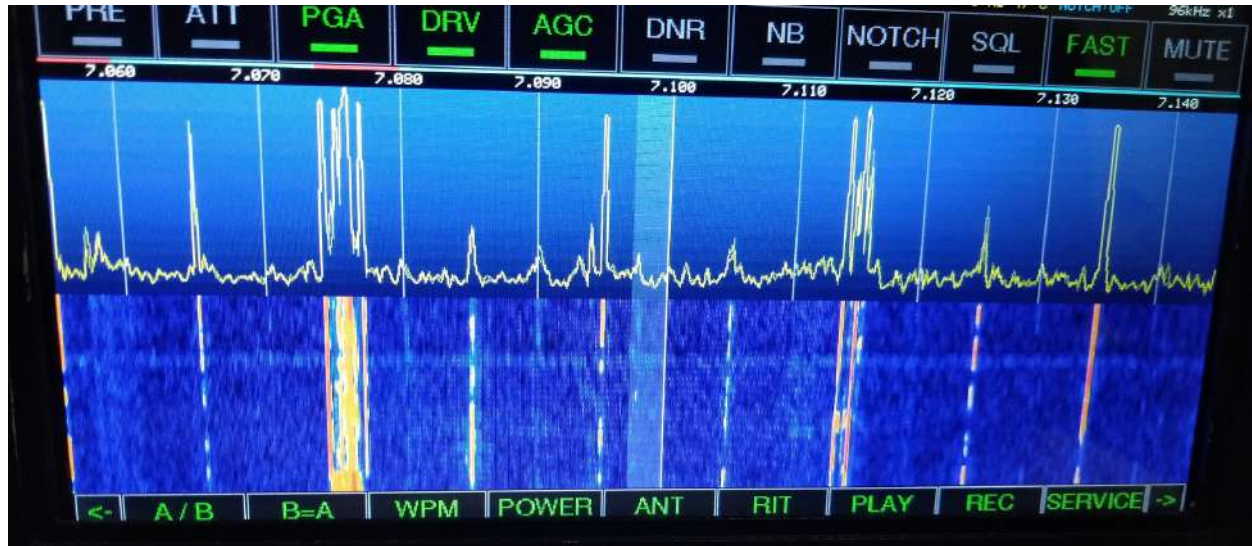 NOTCH:OFF 96kHz x1
PRE ATT PGA DRV AGC DNR NB NOTCH SQL FAST MUTE
7.060 7.070 7.080 7.090 7.100 7.110 7.120 7.130 7.140
<- A / B B=A WPM POWER ANT RIT PLAY REC SERVICE ->